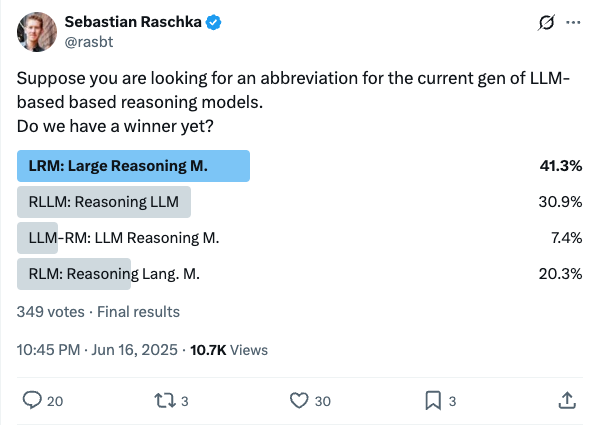 Sebastian Raschka
@rasbt
Suppose you are looking for an abbreviation for the current gen of LLM-
based based reasoning models.
Do we have a winner yet?
LRM: Large Reasoning M. 41.3%
RLLM: Reasoning LLM 30.9%
LLM-RM: LLM Reasoning M. 7.4%
RLM: Reasoning Lang. M. 20.3%
349 votes · Final results
10:45 PM · Jun 16, 2025 · 10.7K Views
20 3 30 3